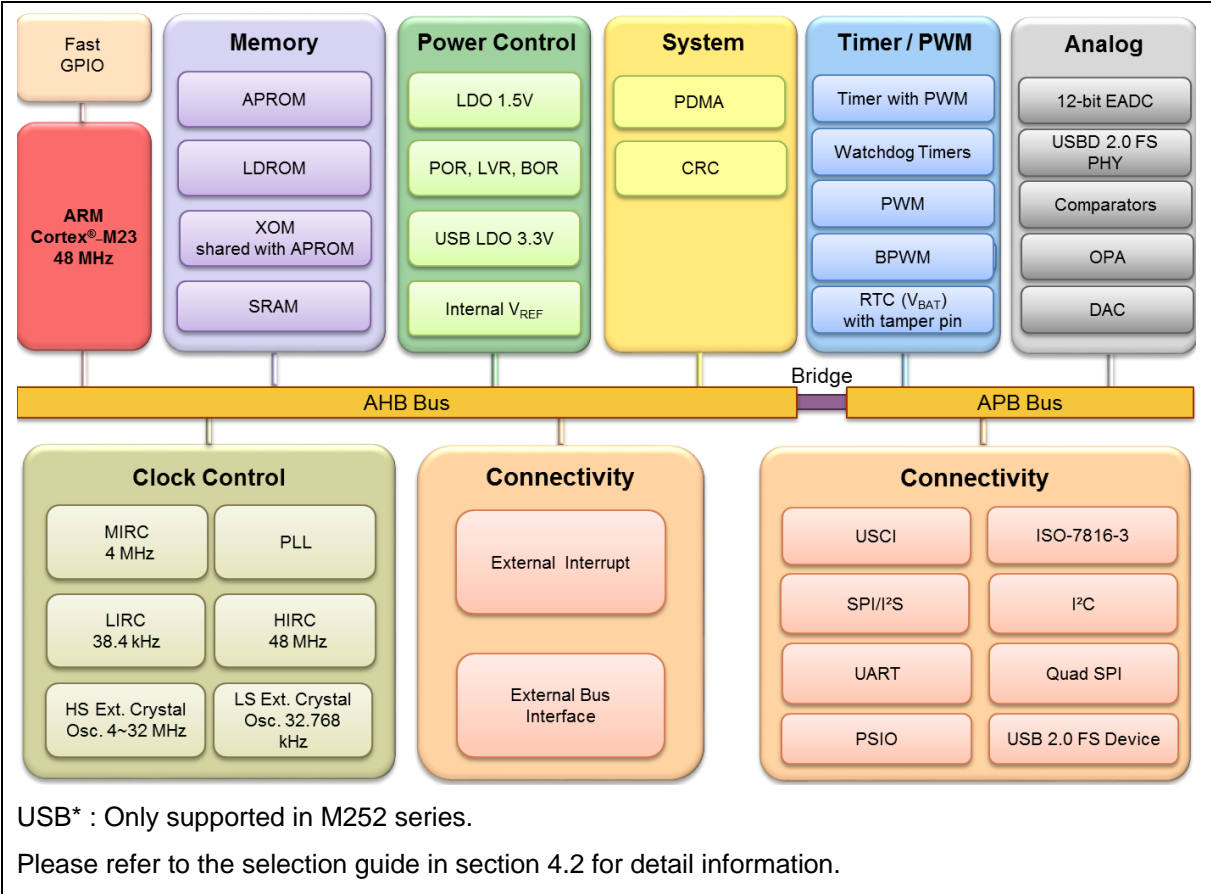 Fast
GPIO
ARM
Cortex®-M23
48 MHz
Memory
APROM
LDROM
XOM
shared with APROM
SRAM
Power Control
LDO 1.5V
POR, LVR, BOR
USB LDO 3.3V
Internal VREF
System
PDMA
CRC
Timer / PWM
Timer with PWM
Watchdog Timers
PWM
BPWM
RTC (VBAT)
with tamper pin
Analog
12-bit EADC
USBD 2.0 FS
PHY
Comparators
OPA
DAC
AHB Bus
Bridge
APB Bus
Clock Control
MIRC
4 MHz
PLL
LIRC
38.4 kHz
HIRC
48 MHz
HS Ext. Crystal
Osc. 4~32 MHz
LS Ext. Crystal
Osc. 32.768
kHz
Connectivity
External Interrupt
External Bus
Interface
Connectivity
USCI
ISO-7816-3
SPI/I²S
I²C
UART
Quad SPI
PSIO
USB 2.0 FS Device
USB* : Only supported in M252 series.
Please refer to the selection guide in section 4.2 for detail information.